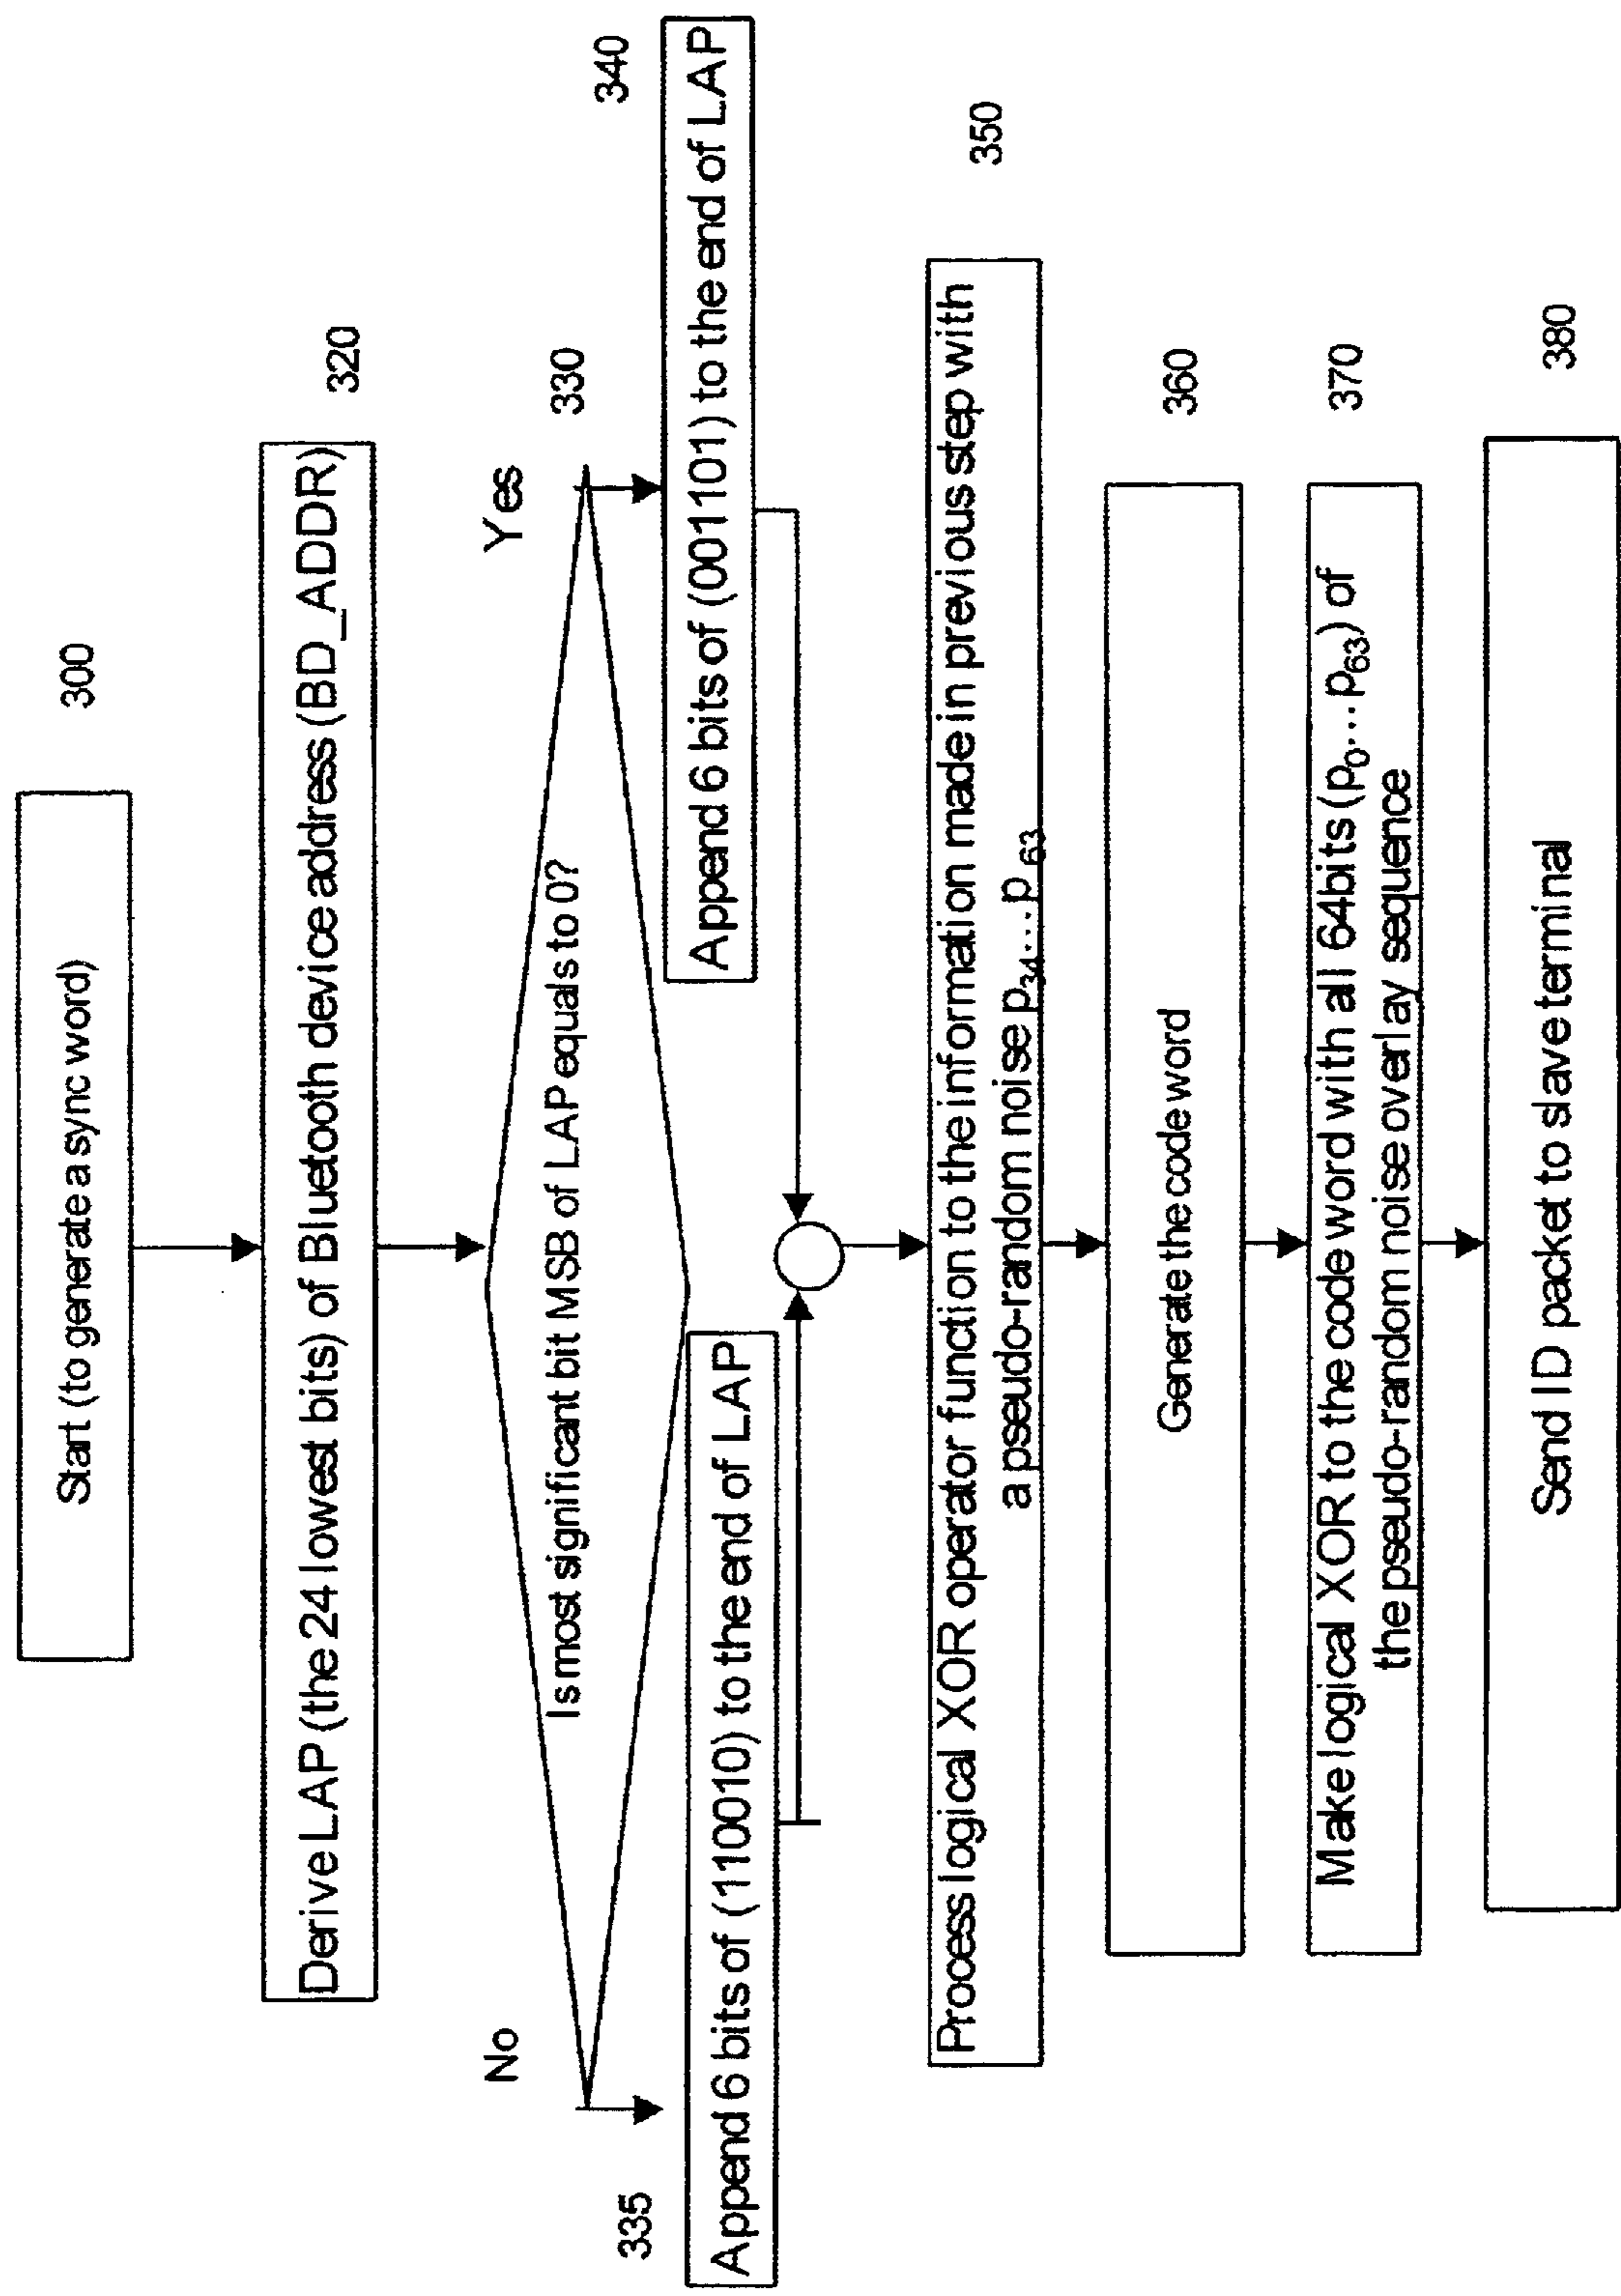 Start (to generate a sync word)
300
Derive LAP (the 24 lowest bits) of Bluetooth device address (BD_ADDR)
320
No
Yes
Is most significant bit MSB of LAP equals to 0?
330
335
340
Append 6 bits of (110010) to the end of LAP
Append 6 bits of (001101) to the end of LAP
Process logical XOR operator function to the information made in previous step with
a pseudo-random noise p34...p63
350
Generate the code word
360
Make logical XOR to the code word with all 64bits (p0...p63) of
the pseudo-random noise overlay sequence
370
Send ID packet to slave terminal
380